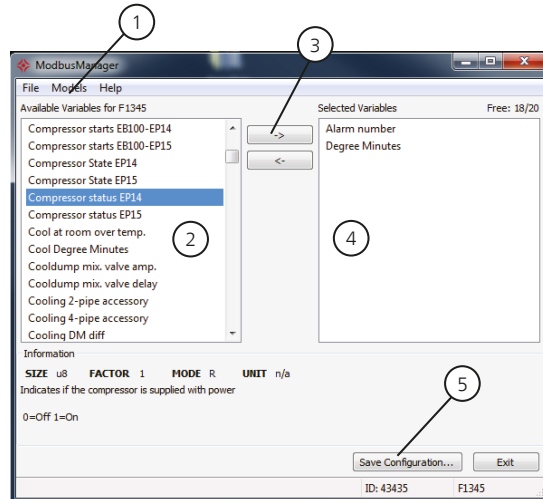 1
3
ModbusManager
File Models Help
Available Variables for F1345
Selected Variables
Free: 18/20
Compressor starts EB100-EP14
Compressor starts EB100-EP15
Compressor State EP14
Compressor State EP15
Compressor status EP14
Compressor status EP15
Cool at room over temp.
Cool Degree Minutes
Cooldump mix. valve amp.
Cooldump mix. valve delay
Cooling 2-pipe accessory
Cooling 4-pipe accessory
Cooling DM diff
2
->
<-
Alarm number
Degree Minutes
4
Information
SIZE u8 FACTOR 1 MODE R UNIT n/a
Indicates if the compressor is supplied with power
0=Off 1=On
5
Save Configuration... Exit
ID: 43435 F1345